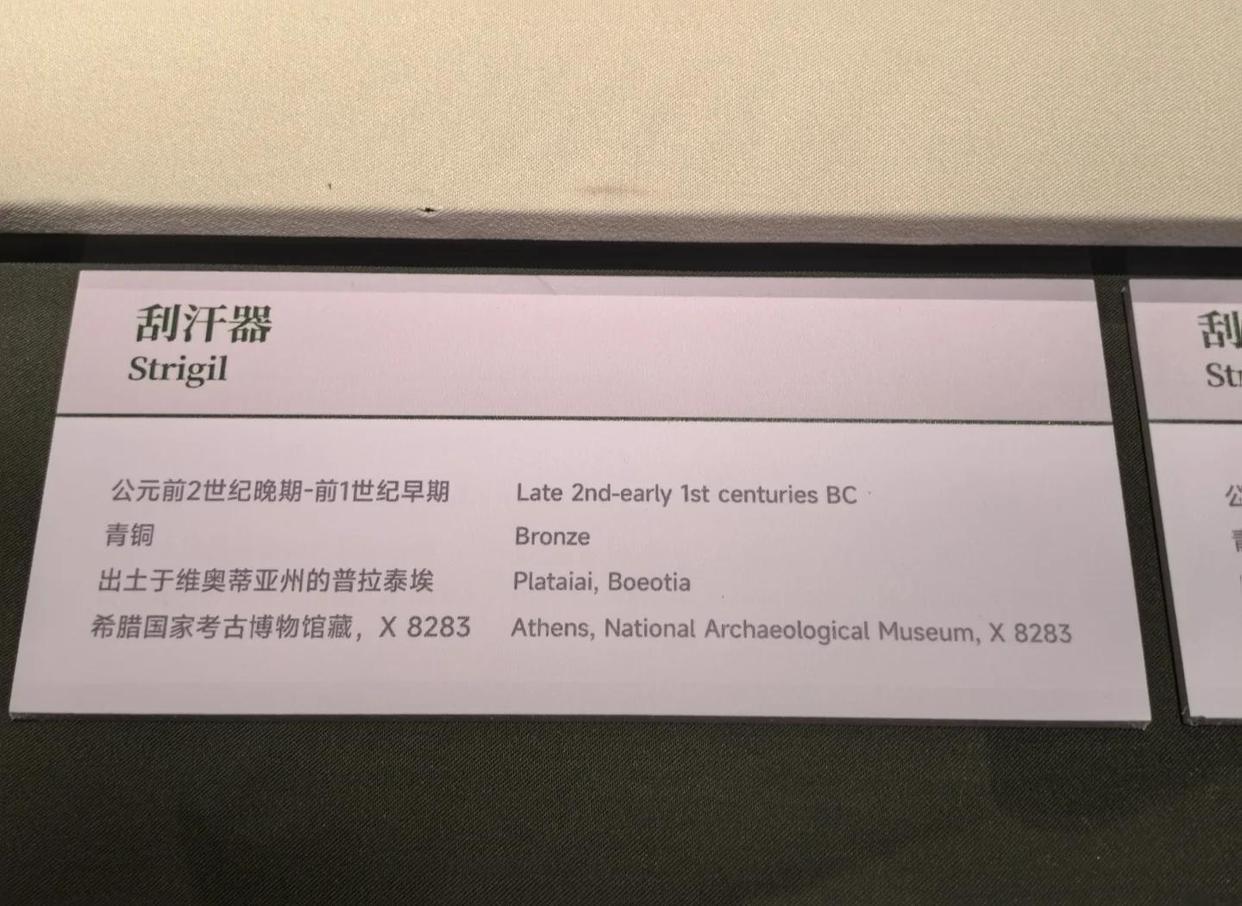 刮汗器
Strigil
公元前2世纪晚期-前1世纪早期
青铜
出土于维奥蒂亚州的普拉泰埃
希腊国家考古博物馆藏，X 8283
Late 2nd-early 1st centuries BC
Bronze
Plataiai, Boeotia
Athens, National Archaeological Museum, X 8283
刮